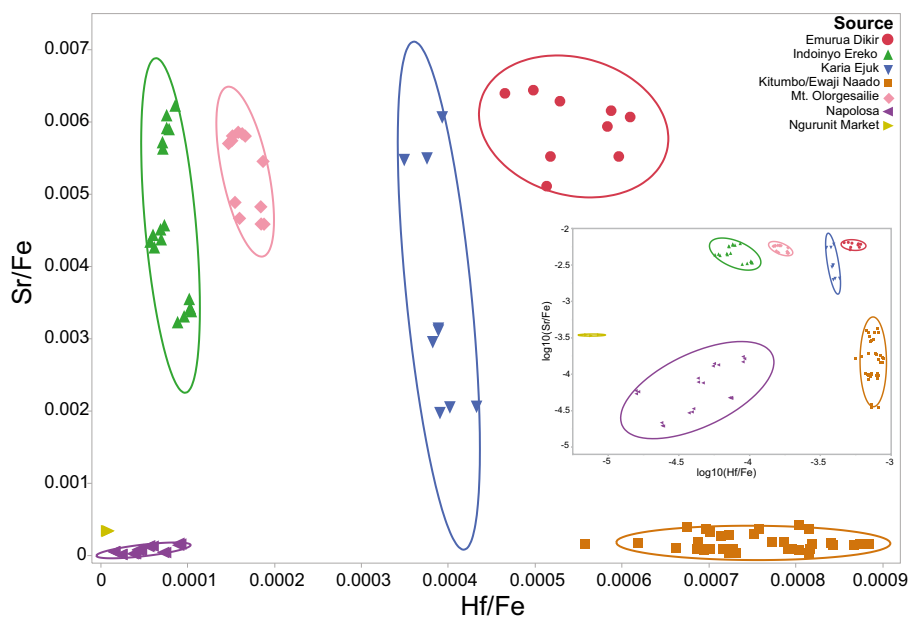 Source
Emurua Dikir
Indoinyo Ereko
Karia Ejuk
Kitumbo/Ewaji Naado
Mt. Olorgesailie
Napolosa
Ngurunit Market
0.007
0.006
0.005
0.004
0.003
0.002
0.001
0
Sr/Fe
0 0.0001 0.0002 0.0003 0.0004 0.0005 0.0006 0.0007 0.0008 0.0009
Hf/Fe
-2
-2.5
-3
-3.5
-4
-4.5
-5
log10(Sr/Fe)
-5 -4.5 -4 -3.5 -3
log10(Hf/Fe)